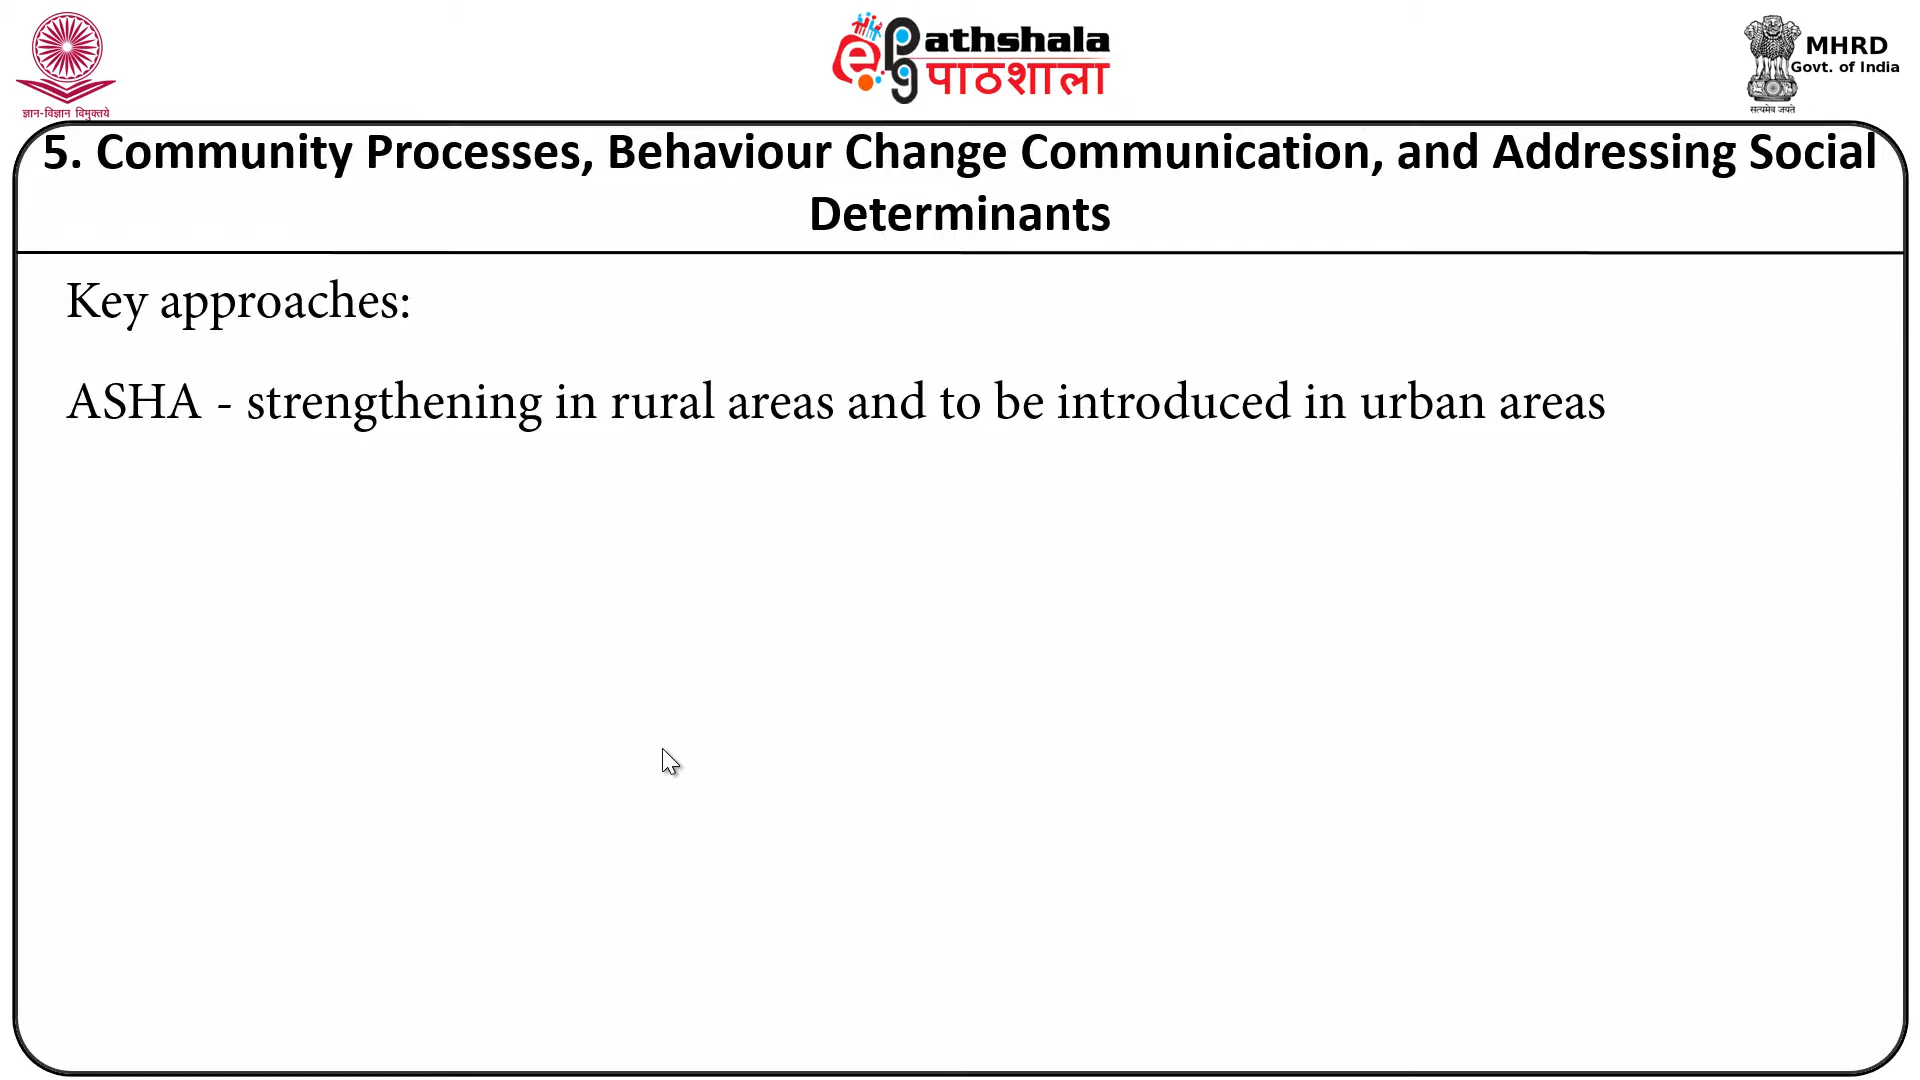 ज्ञान-विज्ञान विमुक्तये
e Pathshala
पाठशाला
सत्यमेव जयते
MHRD
Govt. of India
5. Community Processes, Behaviour Change Communication, and Addressing Social
Determinants
Key approaches:
ASHA - strengthening in rural areas and to be introduced in urban areas